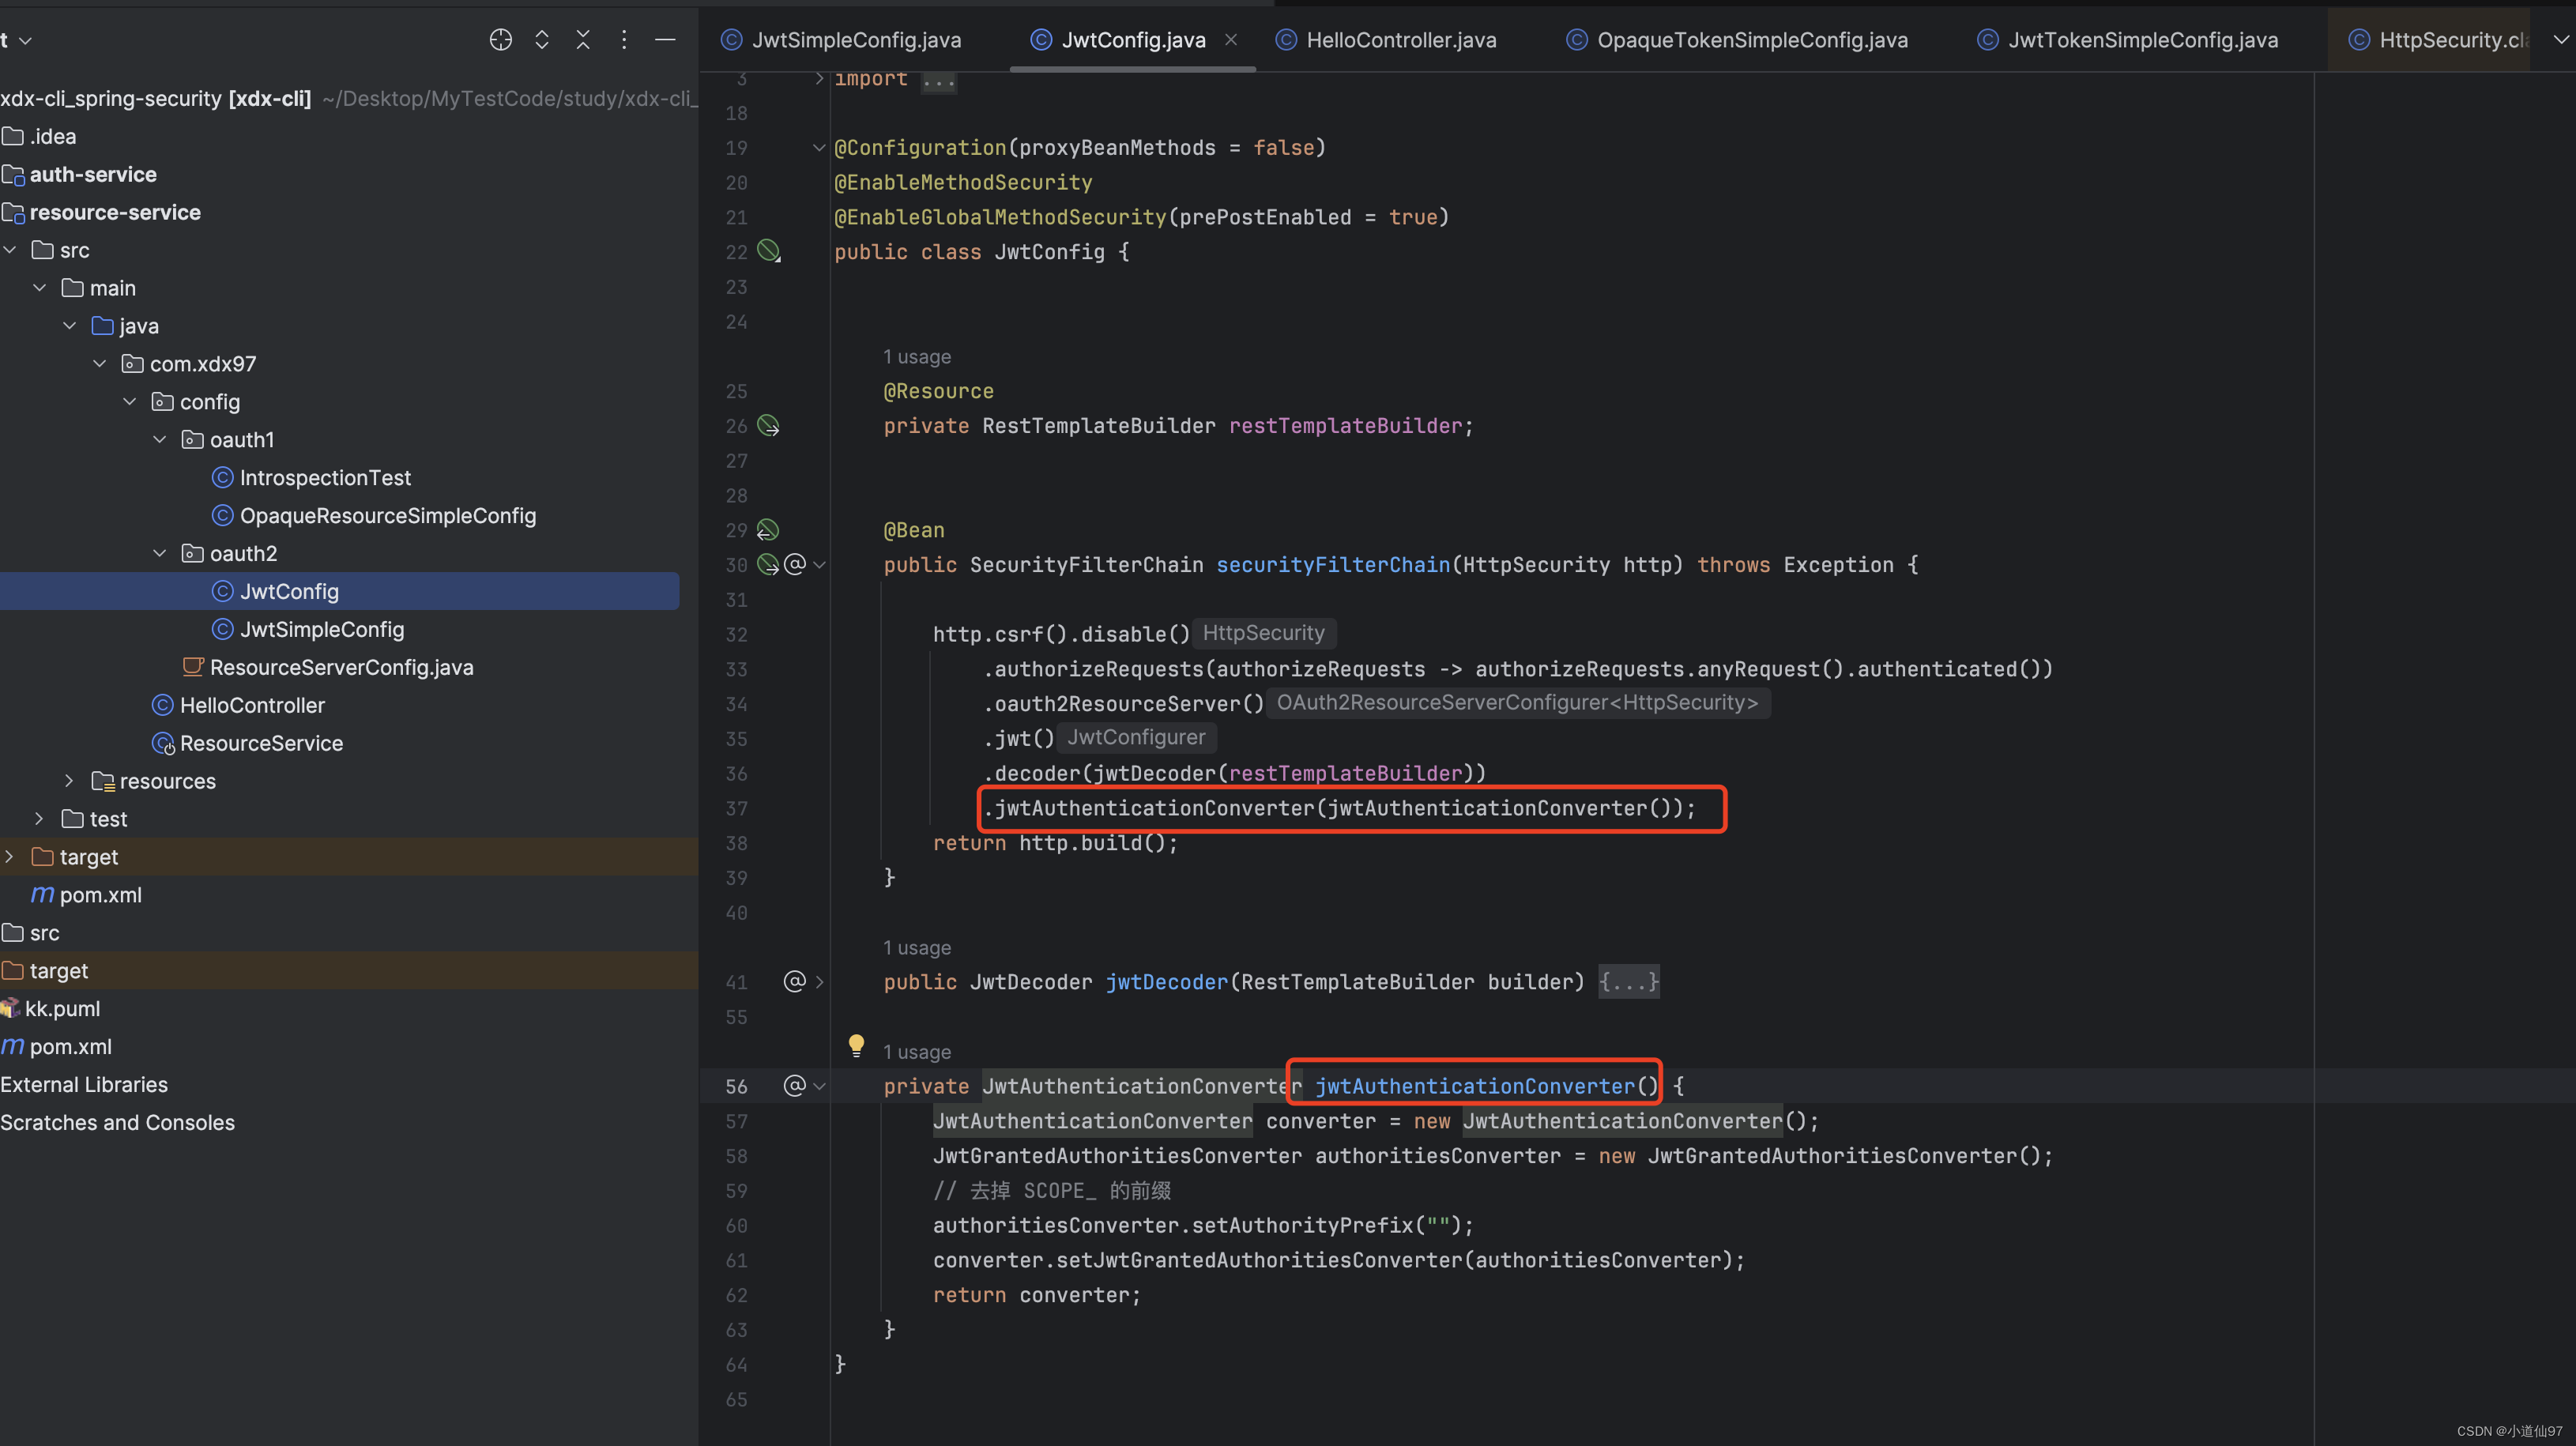 t
JwtSimpleConfig.java
JwtConfig.java
HelloController.java
OpaqueTokenSimpleConfig.java
JwtTokenSimpleConfig.java
HttpSecurity.cl
xdx-cli_spring-security [xdx-cli] ~/Desktop/MyTestCode/study/xdx-cli_
.idea
auth-service
resource-service
src
main
java
com.xdx97
config
oauth1
IntrospectionTest
OpaqueResourceSimpleConfig
oauth2
JwtConfig
JwtSimpleConfig
ResourceServerConfig.java
HelloController
ResourceService
resources
test
target
pom.xml
src
target
kk.puml
pom.xml
External Libraries
Scratches and Consoles
3 import ...
18
19 @Configuration(proxyBeanMethods = false)
20 @EnableMethodSecurity
21 @EnableGlobalMethodSecurity(prePostEnabled = true)
22 public class JwtConfig {
23
24
1 usage
25 @Resource
26 private RestTemplateBuilder restTemplateBuilder;
27
28
29 @Bean
30 public SecurityFilterChain securityFilterChain(HttpSecurity http) throws Exception {
31
32 http.csrf().disable() HttpSecurity
33 .authorizeRequests(authorizeRequests -> authorizeRequests.anyRequest().authenticated())
34 .oauth2ResourceServer() OAuth2ResourceServerConfigurer<HttpSecurity>
35 .jwt() JwtConfigurer
36 .decoder(jwtDecoder(restTemplateBuilder))
37 .jwtAuthenticationConverter(jwtAuthenticationConverter());
38 return http.build();
39 }
40
1 usage
41 public JwtDecoder jwtDecoder(RestTemplateBuilder builder) {...}
55
1 usage
56 private JwtAuthenticationConverter jwtAuthenticationConverter() {
57 JwtAuthenticationConverter converter = new JwtAuthenticationConverter();
58 JwtGrantedAuthoritiesConverter authoritiesConverter = new JwtGrantedAuthoritiesConverter();
59 // 去掉 SCOPE_ 的前缀
60 authoritiesConverter.setAuthorityPrefix("");
61 converter.setJwtGrantedAuthoritiesConverter(authoritiesConverter);
62 return converter;
63 }
64 }
65
CSDN @小道仙97